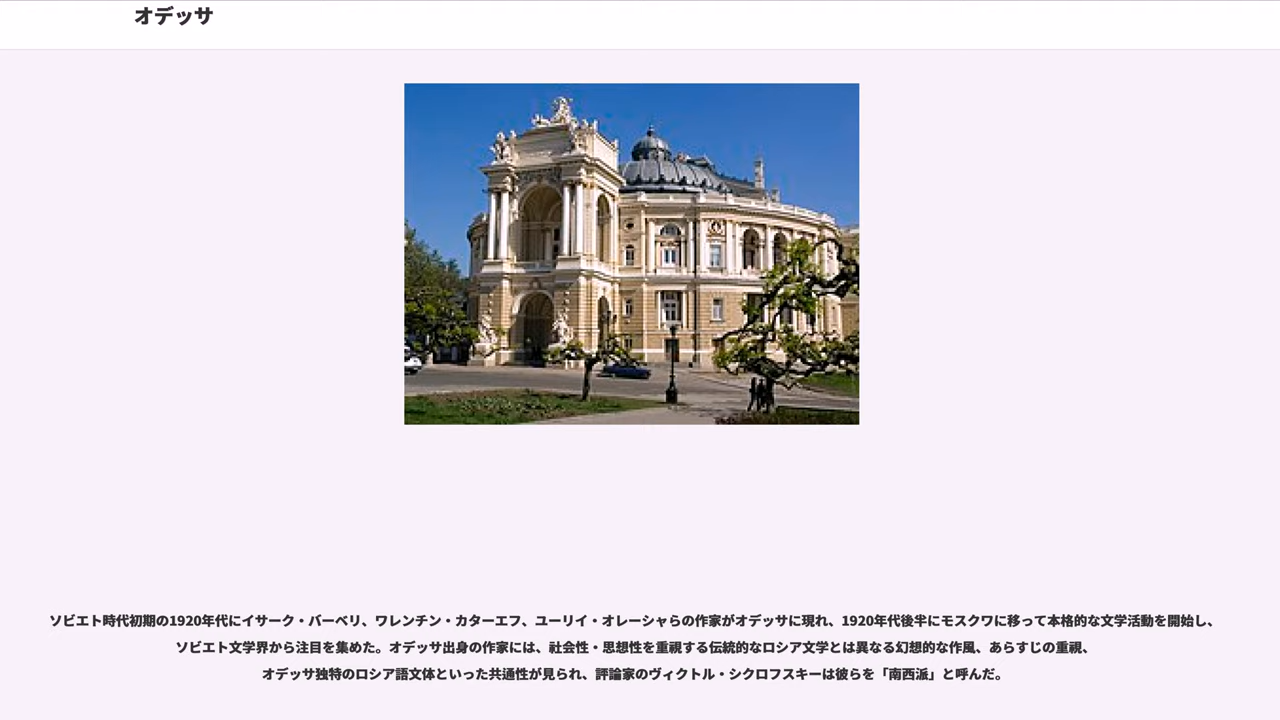 オデッサ
ソビエト時代初期の1920年代にイサーク・バーベリ、ワレンチン・カターエフ、ユーリイ・オレーシャらの作家がオデッサに現れ、1920年代後半にモスクワに移って本格的な文学活動を開始し、
ソビエト文学界から注目を集めた。オデッサ出身の作家には、社会性・思想性を重視する伝統的なロシア文学とは異なる幻想的な作風、あらすじの重視、
オデッサ独特のロシア語文体といった共通性が見られ、評論家のヴィクトル・シクロフスキーは彼らを「南西派」と呼んだ。